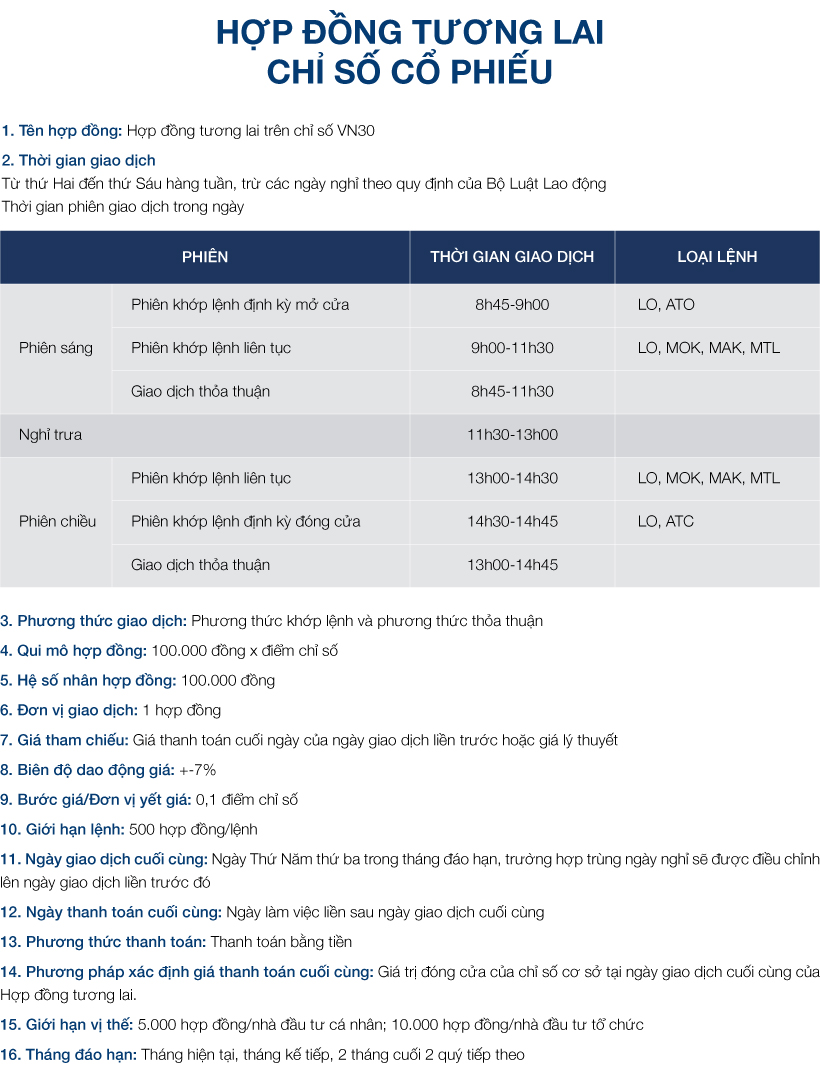 HỢP ĐỒNG TƯƠNG LAI
CHỈ SỐ CỔ PHIẾU
1. Tên hợp đồng: Hợp đồng tương lai trên chỉ số VN30
2. Thời gian giao dịch
Từ thứ Hai đến thứ Sáu hàng tuần, trừ các ngày nghỉ theo quy định của Bộ Luật Lao động
Thời gian phiên giao dịch trong ngày
PHIÊN THỜI GIAN GIAO DỊCH LOẠI LỆNH
Phiên khớp lệnh định kỳ mở cửa 8h45-9h00 LO, ATO
Phiên sáng Phiên khớp lệnh liên tục 9h00-11h30 LO, MOK, MAK, MTL
Giao dịch thỏa thuận 8h45-11h30
Nghỉ trưa 11h30-13h00
Phiên khớp lệnh liên tục 13h00-14h30 LO, MOK, MAK, MTL
Phiên chiều Phiên khớp lệnh định kỳ đóng cửa 14h30-14h45 LO, ATC
Giao dịch thỏa thuận 13h00-14h45
3. Phương thức giao dịch: Phương thức khớp lệnh và phương thức thỏa thuận
4. Qui mô hợp đồng: 100.000 đồng x điểm chỉ số
5. Hệ số nhân hợp đồng: 100.000 đồng
6. Đơn vị giao dịch: 1 hợp đồng
7. Giá tham chiếu: Giá thanh toán cuối ngày của ngày giao dịch liền trước hoặc giá lý thuyết
8. Biên độ dao động giá: +-7%
9. Bước giá/Đơn vị yết giá: 0,1 điểm chỉ số
10. Giới hạn lệnh: 500 hợp đồng/lệnh
11. Ngày giao dịch cuối cùng: Ngày Thứ Năm thứ ba trong tháng đáo hạn, trường hợp trùng ngày nghỉ sẽ được điều chỉnh
lên ngày giao dịch liền trước đó
12. Ngày thanh toán cuối cùng: Ngày làm việc liền sau ngày giao dịch cuối cùng
13. Phương thức thanh toán: Thanh toán bằng tiền
14. Phương pháp xác định giá thanh toán cuối cùng: Giá trị đóng cửa của chỉ số cơ sở tại ngày giao dịch cuối cùng của
Hợp đồng tương lai.
15. Giới hạn vị thế: 5.000 hợp đồng/nhà đầu tư cá nhân; 10.000 hợp đồng/nhà đầu tư tổ chức
16. Tháng đáo hạn: Tháng hiện tại, tháng kế tiếp, 2 tháng cuối 2 quý tiếp theo